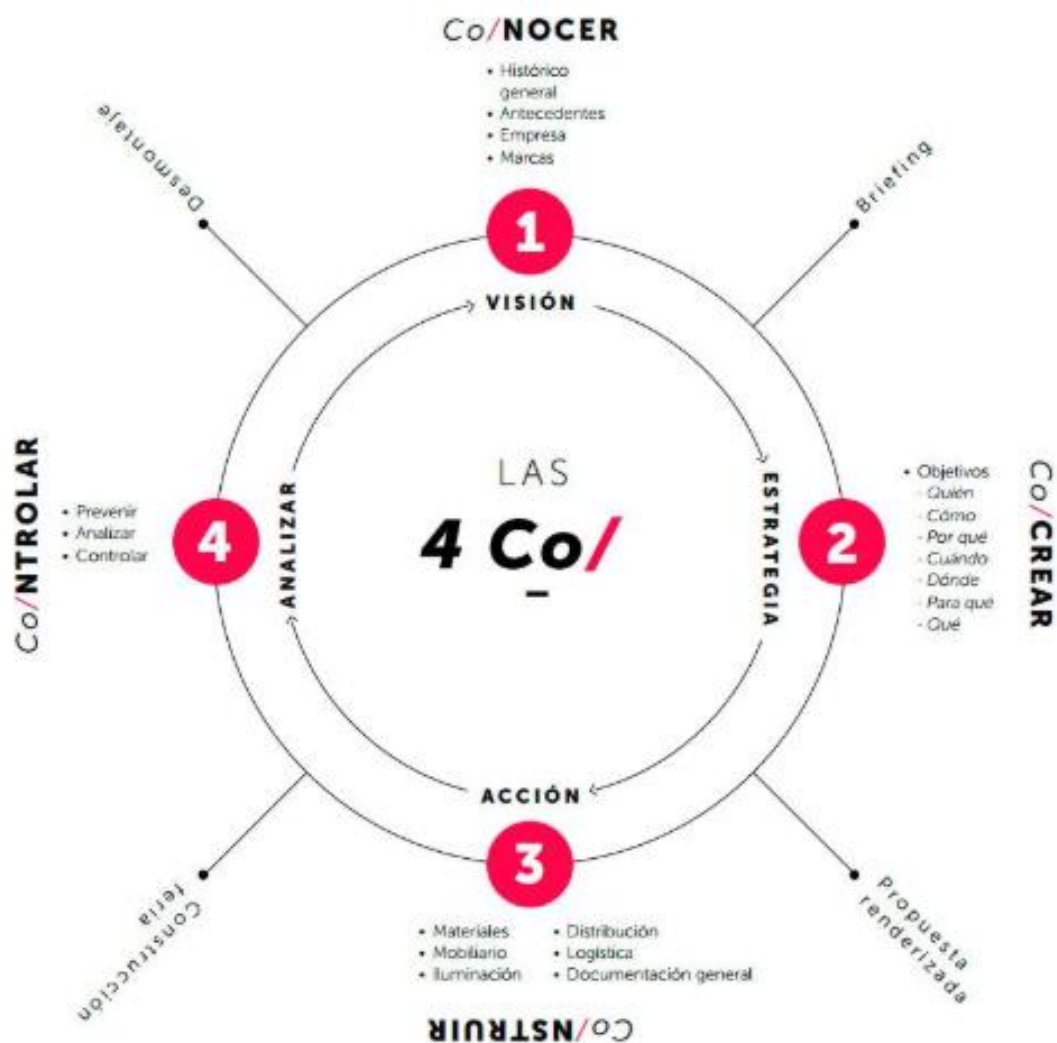 Co/NOCER
• Histórico
general
• Antecedentes
• Empresa
• Marcas
Desmontaje
Briefing
1
VISIÓN
LAS
4 Co/
ESTRATEGIA
2
• Objetivos
- Quién
- Cómo
- Por qué
- Cuándo
- Dónde
- Para qué
- Qué
Co/CREAR
Propuesta
renderizada
ACCIÓN
3
• Materiales
• Mobiliario
• Iluminación
• Distribución
• Logística
• Documentación general
Co/NSTRUIR
Construcción
feria
ANALIZAR
4
• Prevenir
• Analizar
• Controlar
Co/NTROLAR